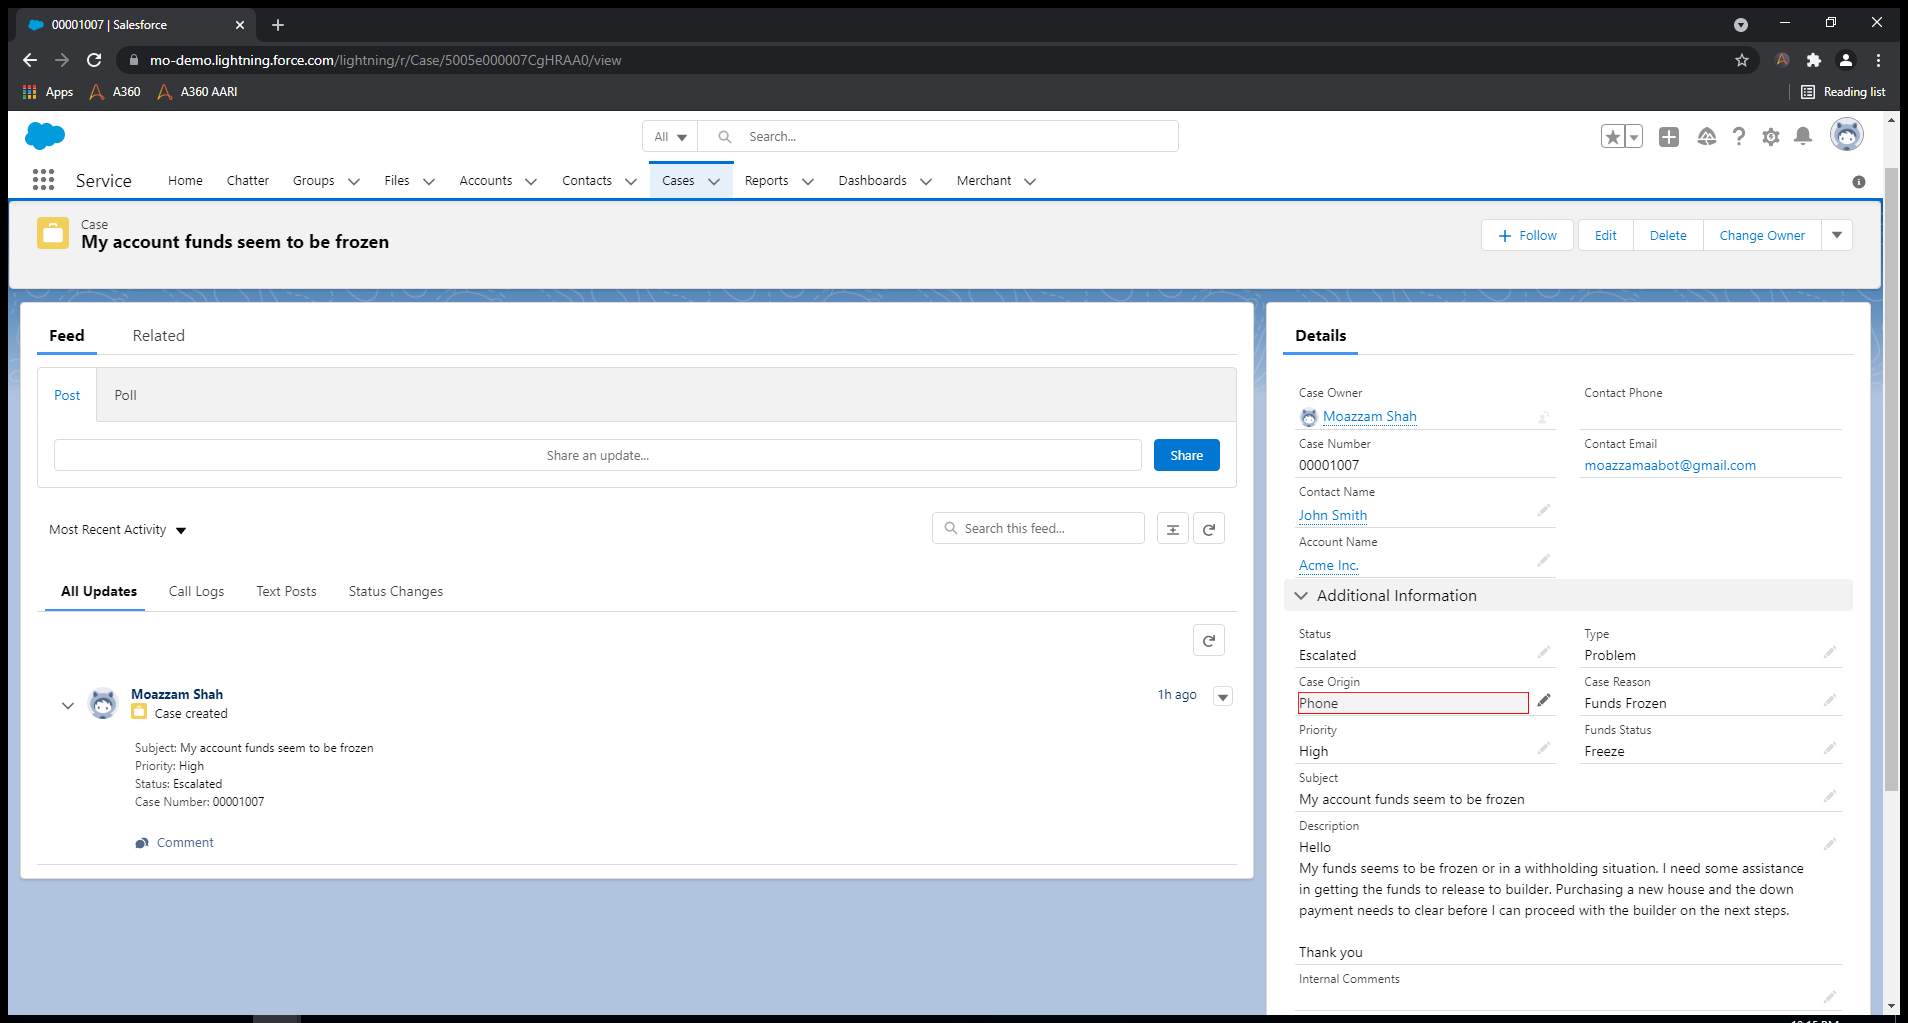 00001007 | Salesforce
mo-demo.lightning.force.com/lightning/r/Case/5005e000007CgHRAA0/view
Apps A360 A360 AARI Reading list
All Search...
Service Home Chatter Groups Files Accounts Contacts Cases Reports Dashboards Merchant
Case
My account funds seem to be frozen
Follow Edit Delete Change Owner
Feed Related
Post Poll
Share an update... Share
Most Recent Activity Search this feed...
All Updates Call Logs Text Posts Status Changes
Moazzam Shah 1h ago
Case created
Subject: My account funds seem to be frozen
Priority: High
Status: Escalated
Case Number: 00001007
Comment
Details
Case Owner Contact Phone
Moazzam Shah
Case Number Contact Email
00001007 moazzamaabot@gmail.com
Contact Name
John Smith
Account Name
Acme Inc.
Additional Information
Status Type
Escalated Problem
Case Origin Case Reason
Phone Funds Frozen
Priority Funds Status
High Freeze
Subject
My account funds seem to be frozen
Description
Hello
My funds seems to be frozen or in a withholding situation. I need some assistance
in getting the funds to release to builder. Purchasing a new house and the down
payment needs to clear before I can proceed with the builder on the next steps.
Thank you
Internal Comments